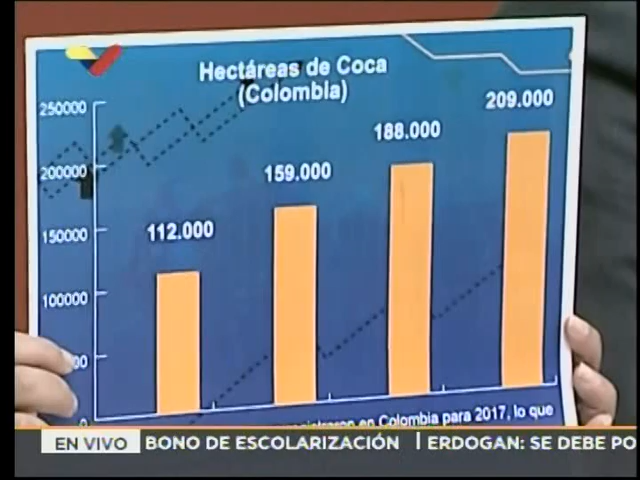 Hectáreas de Coca
(Colombia)
250000
200000
150000
100000
0
112.000
159.000
188.000
209.000
en Colombia para 2017, lo que
EN VIVO
BONO DE ESCOLARIZACIÓN
ERDOGAN: SE DEBE PO